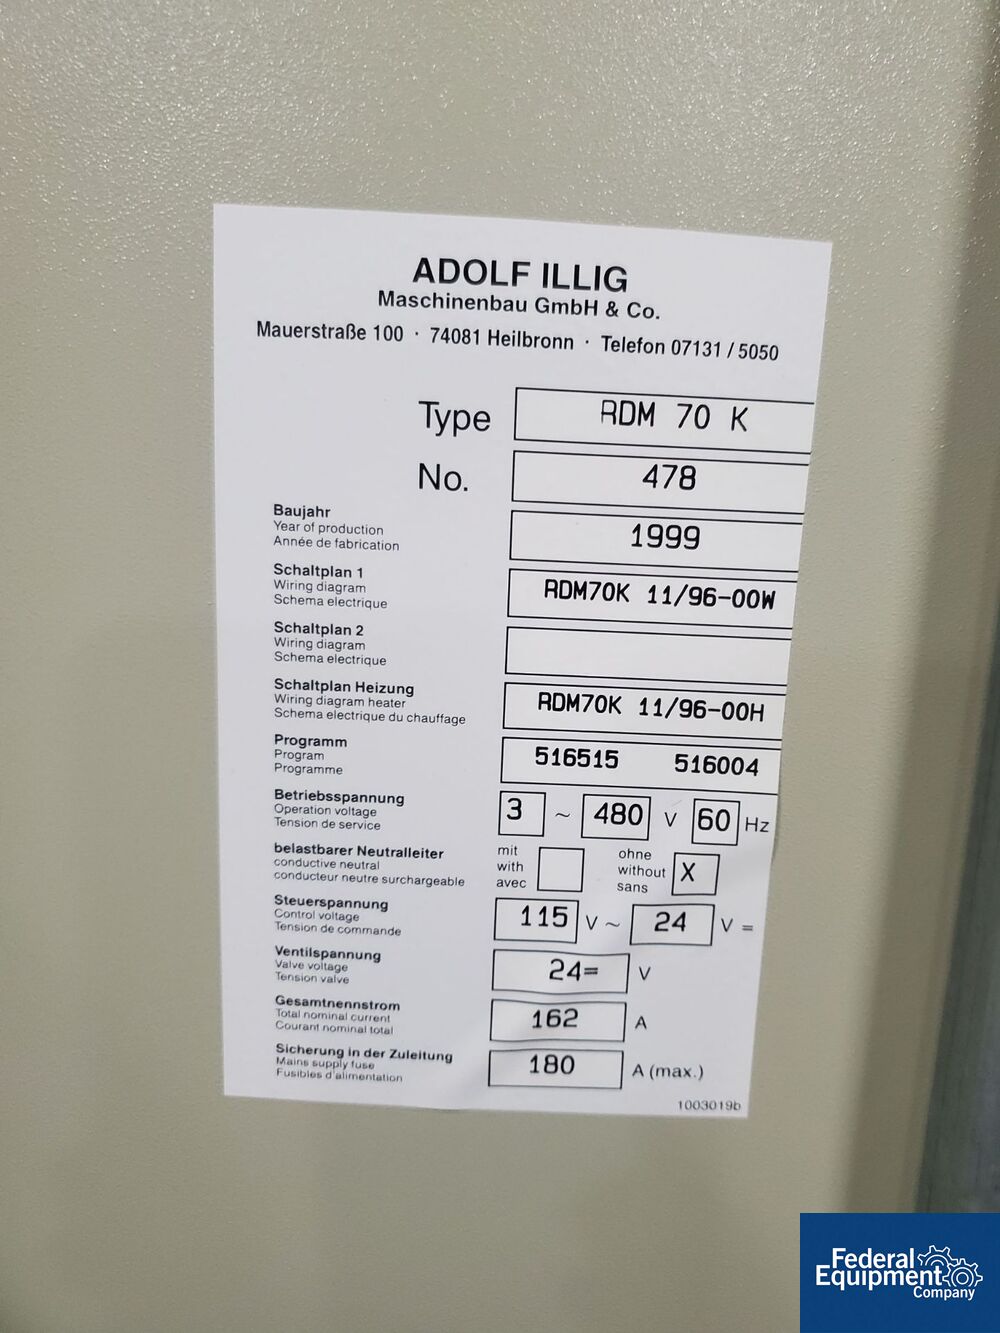 ADOLF ILLIG
Maschinenbau GmbH & Co.
Mauerstraße 100 · 74081 Heilbronn · Telefon 07131 / 5050
Type RDM 70 K
No. 478
Baujahr
Year of production
Année de fabrication
1999
Schaltplan 1
Wiring diagram
Schema electrique
RDM70K 11/96-00W
Schaltplan 2
Wiring diagram
Schema electrique
Schaltplan Heizung
Wiring diagram heater
Schema electrique du chauffage
RDM70K 11/96-00H
Programm
Program
Programme
516515 516004
Betriebsspannung
Operation voltage
Tension de service
3 ~ 480 V 60 Hz
belastbarer Neutralleiter
conductive neutral
conducteur neutre surchargeable
mit
with
avec
ohne
without
sans
X
Steuerspannung
Control voltage
Tension de commande
115 V ~ 24 V =
Ventilspannung
Valve voltage
Tension valve
24= V
Gesamtnennstrom
Total nominal current
Courant nominal total
162 A
Sicherung in der Zuleitung
Mains supply fuse
Fusibles d'alimentation
180 A (max.)
1003019b
Federal
Equipment
Company